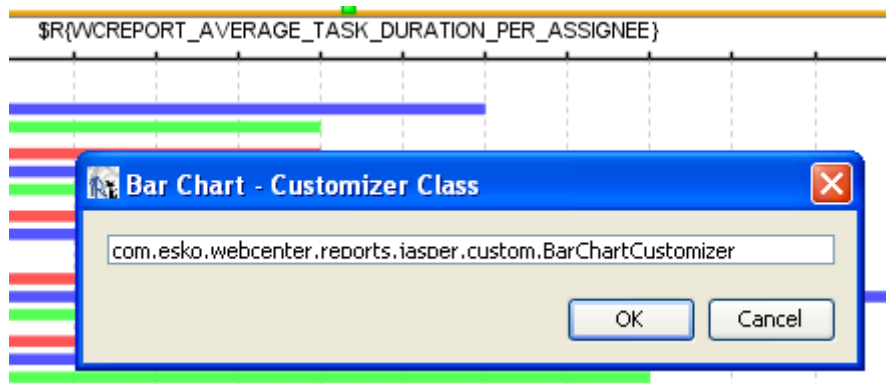 $R{WCREPORT_AVERAGE_TASK_DURATION_PER_ASSIGNEE}
Bar Chart - Customizer Class
com.esko.webcenter.reports.jasper.custom.BarChartCustomizer
OK Cancel